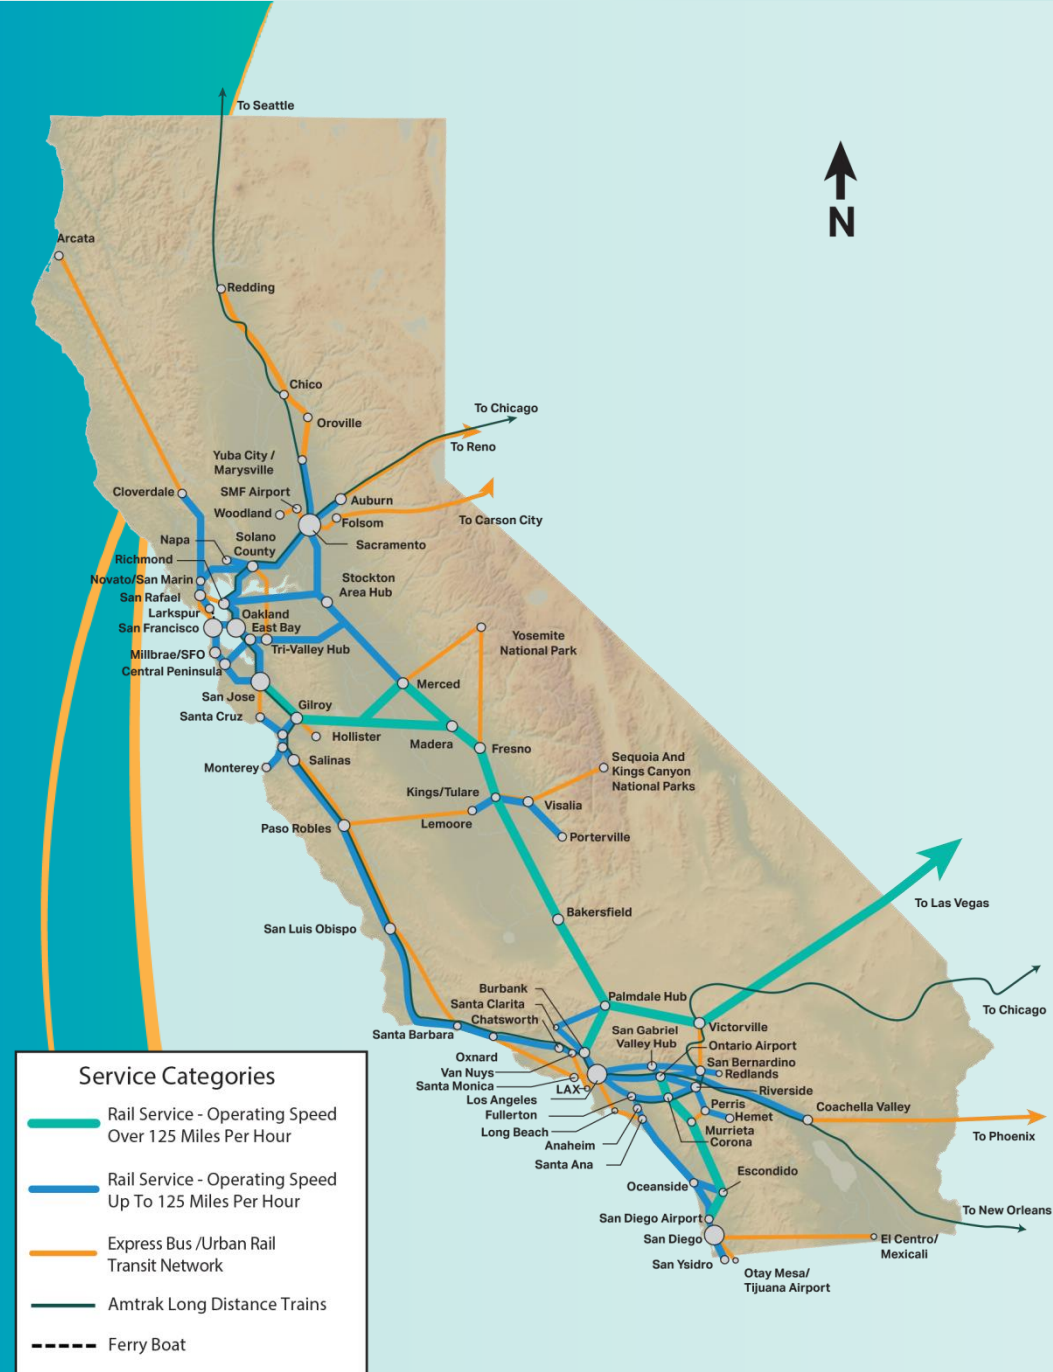 To Seattle
N
Arcata
Redding
Chico
To Chicago
Oroville
To Reno
Yuba City /
Marysville
SMF Airport
Cloverdale
Auburn
Woodland
Folsom
To Carson City
Napa
Solano
County
Sacramento
Richmond
Novato/San Marin
Stockton
Area Hub
San Rafael
Larkspur
Oakland
San Francisco
East Bay
Yosemite
National Park
Tri-Valley Hub
Millbrae/SFO
Central Peninsula
Merced
San Jose
Gilroy
Santa Cruz
Hollister
Madera
Fresno
Salinas
Monterey
Sequoia And
Kings Canyon
National Parks
Kings/Tulare
Visalia
Lemoore
Paso Robles
Porterville
To Las Vegas
Bakersfield
San Luis Obispo
Burbank
Palmdale Hub
Santa Clarita
To Chicago
Chatsworth
Santa Barbara
San Gabriel
Valley Hub
Victorville
Ontario Airport
Oxnard
San Bernardino
Van Nuys
Redlands
Santa Monica
LAX
Riverside
Los Angeles
Perris
Coachella Valley
Fullerton
Hemet
Long Beach
Murrieta
To Phoenix
Anaheim
Corona
Santa Ana
Escondido
Oceanside
To New Orleans
San Diego Airport
San Diego
El Centro/
Mexicali
San Ysidro
Otay Mesa/
Tijuana Airport
Service Categories
Rail Service - Operating Speed
Over 125 Miles Per Hour
Rail Service - Operating Speed
Up To 125 Miles Per Hour
Express Bus /Urban Rail
Transit Network
Amtrak Long Distance Trains
Ferry Boat